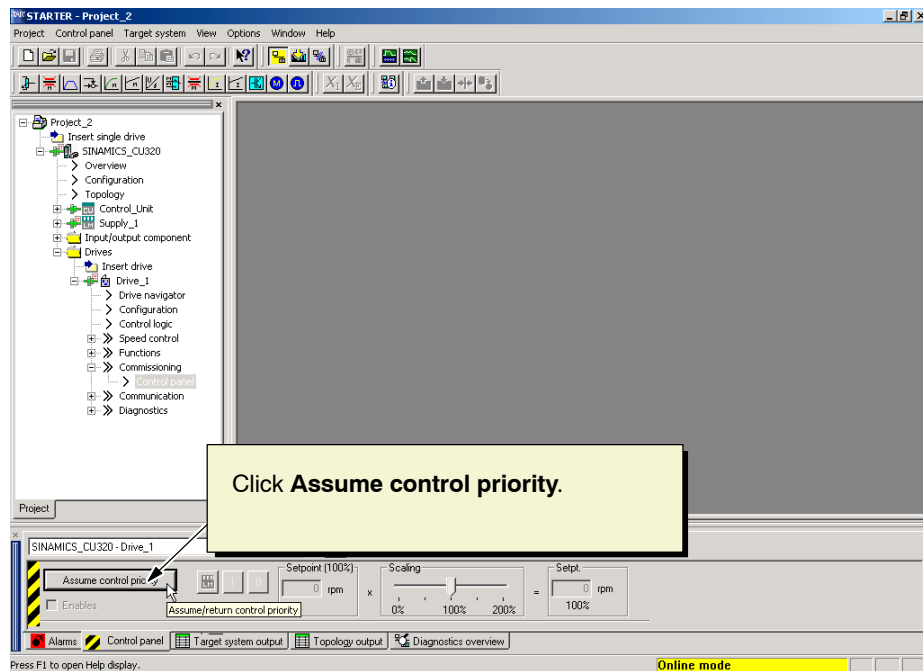 STARTER - Project_2
Project Control panel Target system View Options Window Help
Project_2
Insert single drive
SINAMICS_CU320
Overview
Configuration
Topology
Control_Unit
Supply_1
Input/output component
Drives
Insert drive
Drive_1
Drive navigator
Configuration
Control logic
Speed control
Functions
Commissioning
Control panel
Communication
Diagnostics
Click Assume control priority.
Project
SINAMICS_CU320 - Drive_1
Assume control
Enables
Assume/return control priority
Setpoint (100%)
0 rpm
x
Scaling
0% 100% 200%
=
Setpt.
0 rpm
100%
Alarms Control panel Target system output Topology output Diagnostics overview
Press F1 to open Help display.
Online mode